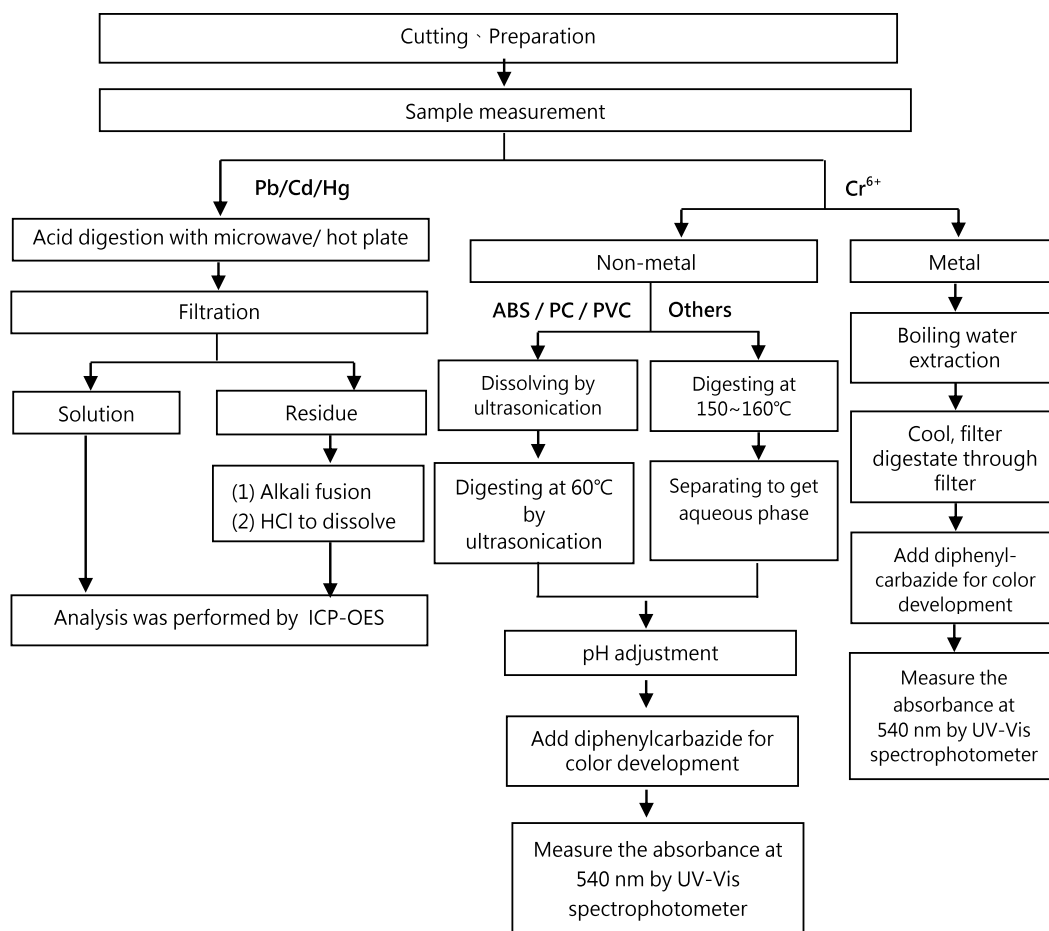 Cutting、Preparation
Sample measurement
Pb/Cd/Hg
Cr⁶⁺
Acid digestion with microwave/ hot plate
Filtration
Solution
Residue
(1) Alkali fusion
(2) HCl to dissolve
Analysis was performed by ICP-OES
Non-metal
ABS / PC / PVC
Others
Dissolving by
ultrasonication
Digesting at
150~160℃
Digesting at 60℃
by
ultrasonication
Separating to get
aqueous phase
pH adjustment
Add diphenylcarbazide for
color development
Measure the absorbance at
540 nm by UV-Vis
spectrophotometer
Metal
Boiling water
extraction
Cool, filter
digestate through
filter
Add diphenyl-
carbazide for color
development
Measure the
absorbance at
540 nm by UV-Vis
spectrophotometer